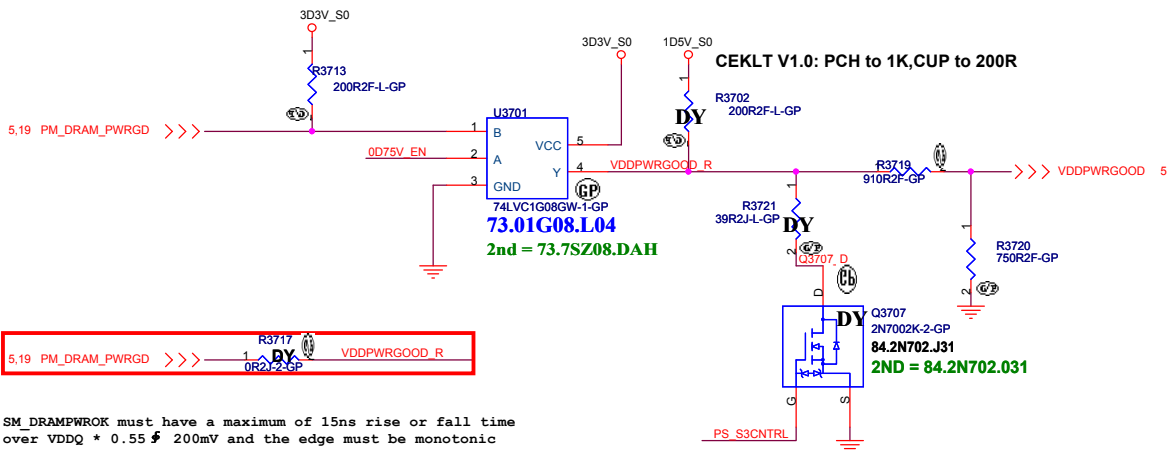 3D3V_S0
3D3V_S0
1D5V_S0
CEKLT V1.0: PCH to 1K,CUP to 200R
1
R3713
200R2F-L-GP
1
R3702
200R2F-L-GP
DY
U3701
5,19 PM_DRAM_PWRGD
1
B
VCC
5
0D75V_EN
2
A
Y
4
VDDPWRGOOD_R
3
GND
GP
74LVC1G08GW-1-GP
73.01G08.L04
2nd = 73.7SZ08.DAH
R3719
910R2F-GP
VDDPWRGOOD 5
1
R3721
39R2J-L-GP
DY
2
G/P
Q3707_D
1
R3720
750R2F-GP
2
G/P
D
DY
Q3707
2N7002K-2-GP
84.2N702.J31
2ND = 84.2N702.031
G
S
PS_S3CNTRL
5,19 PM_DRAM_PWRGD
1
R3717
DY
0R2J-2-GP
VDDPWRGOOD_R
SM_DRAMPWROK must have a maximum of 15ns rise or fall time
over VDDQ * 0.55 200mV and the edge must be monotonic